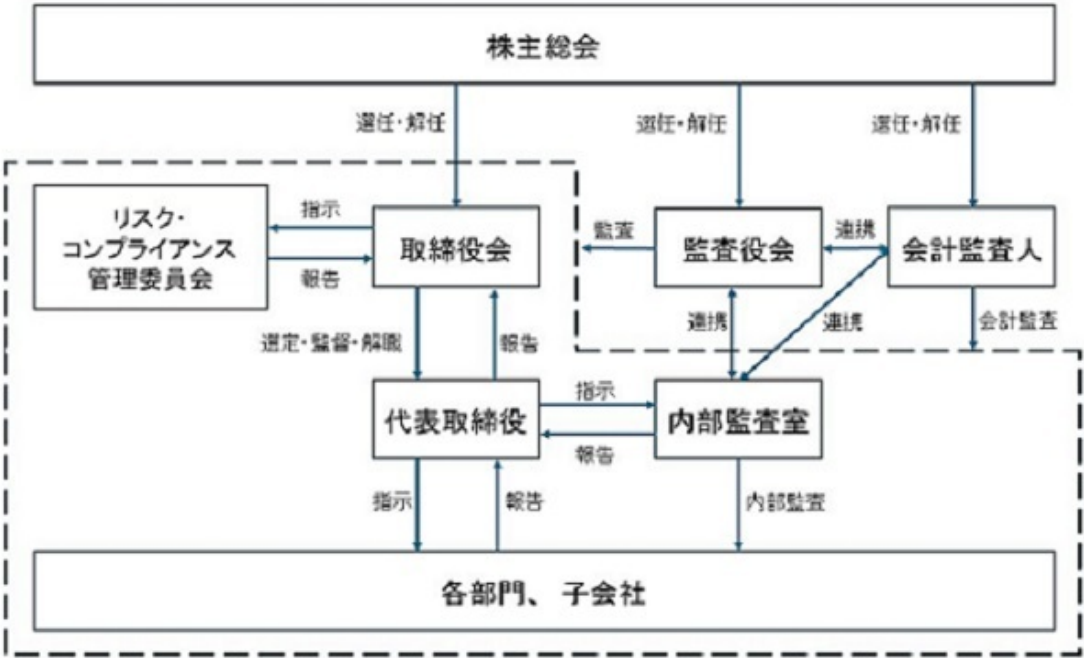 株主総会
選任・解任
選任・解任
選任・解任
リスク・
コンプライアンス
管理委員会
指示
報告
取締役会
監査
監査役会
連携
会計監査人
選定・監督・解職
報告
連携
連携
会計監査
代表取締役
指示
報告
内部監査室
指示
報告
内部監査
各部門、子会社